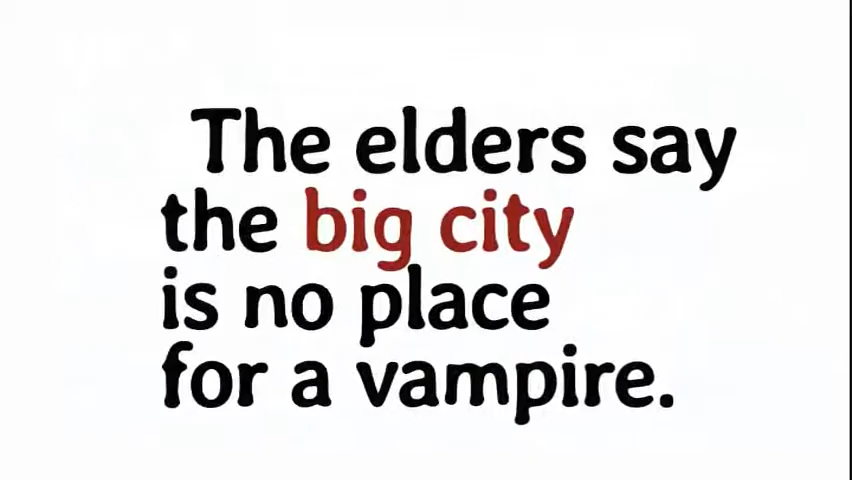 The elders say
the big city
is no place
for a vampire.